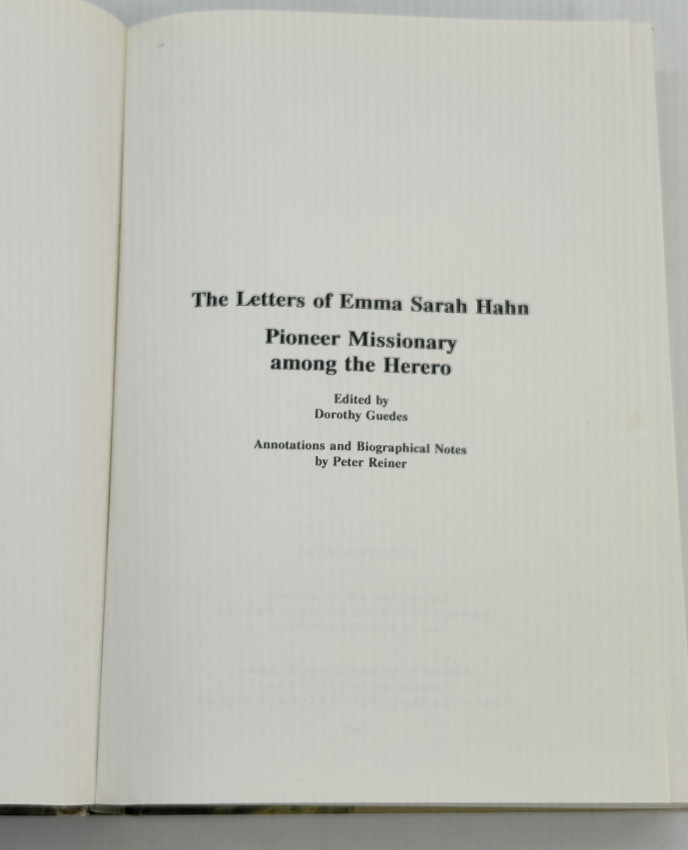 The Letters of Emma Sarah Hahn
Pioneer Missionary
among the Herero
Edited by
Dorothy Guedes
Annotations and Biographical Notes
by Peter Reiner